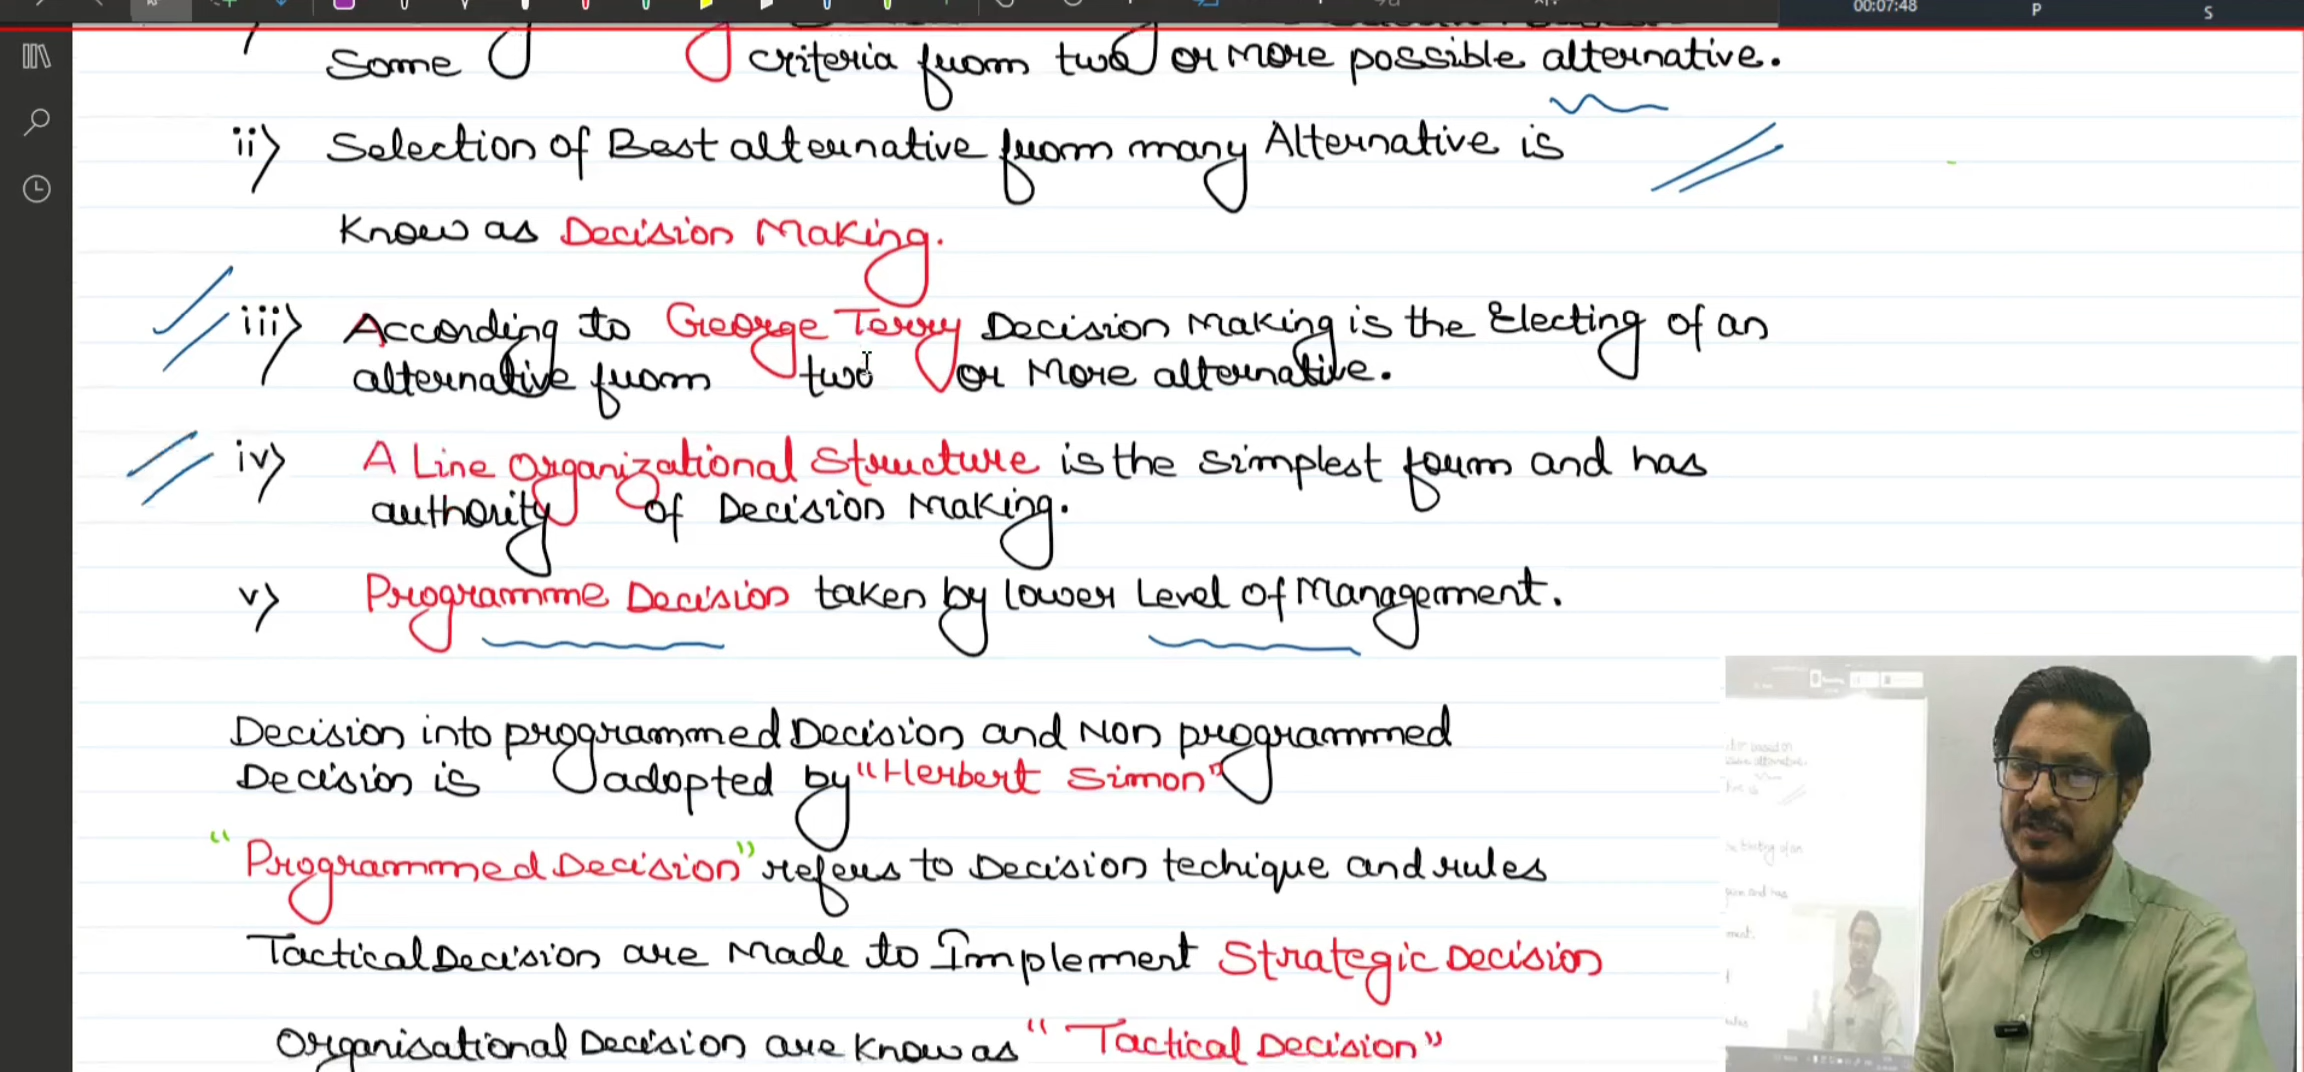 00:07:48
P
S
Some criteria from two or more possible alternative.
ii) Selection of Best alternative from many Alternative is
Know as Decision Making.
iii) According to George Terry Decision Making is the Electing of an
alternative from two or More alternative.
iv) A Line Organizational Structure is the simplest form and has
authority of Decision Making.
v) Programme Decision taken by lower Level of Management.
Decision into programmed Decision and Non programmed
Decision is adopted by "Herbert Simon"
"Programmed Decision" refers to Decision techique and rules
Tactical Decision are Made to Implement Strategic Decision
Organisational Decision are Know as "Tactical Decision"